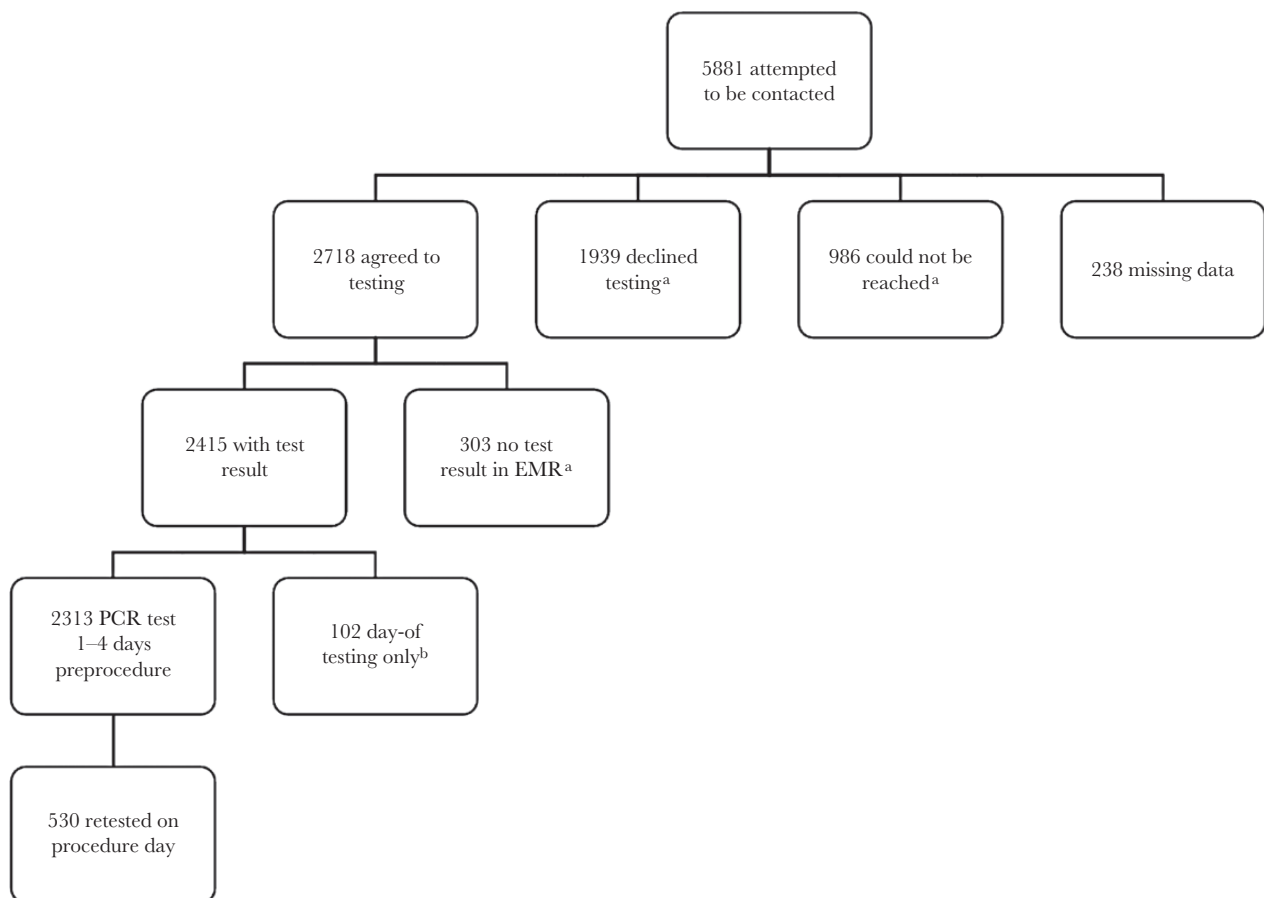 5881 attempted
to be contacted
2718 agreed to
testing
1939 declined
testingᵃ
986 could not be
reachedᵃ
238 missing data
2415 with test
result
303 no test
result in EMRᵃ
2313 PCR test
1–4 days
preprocedure
102 day-of
testing onlyᵇ
530 retested on
procedure day